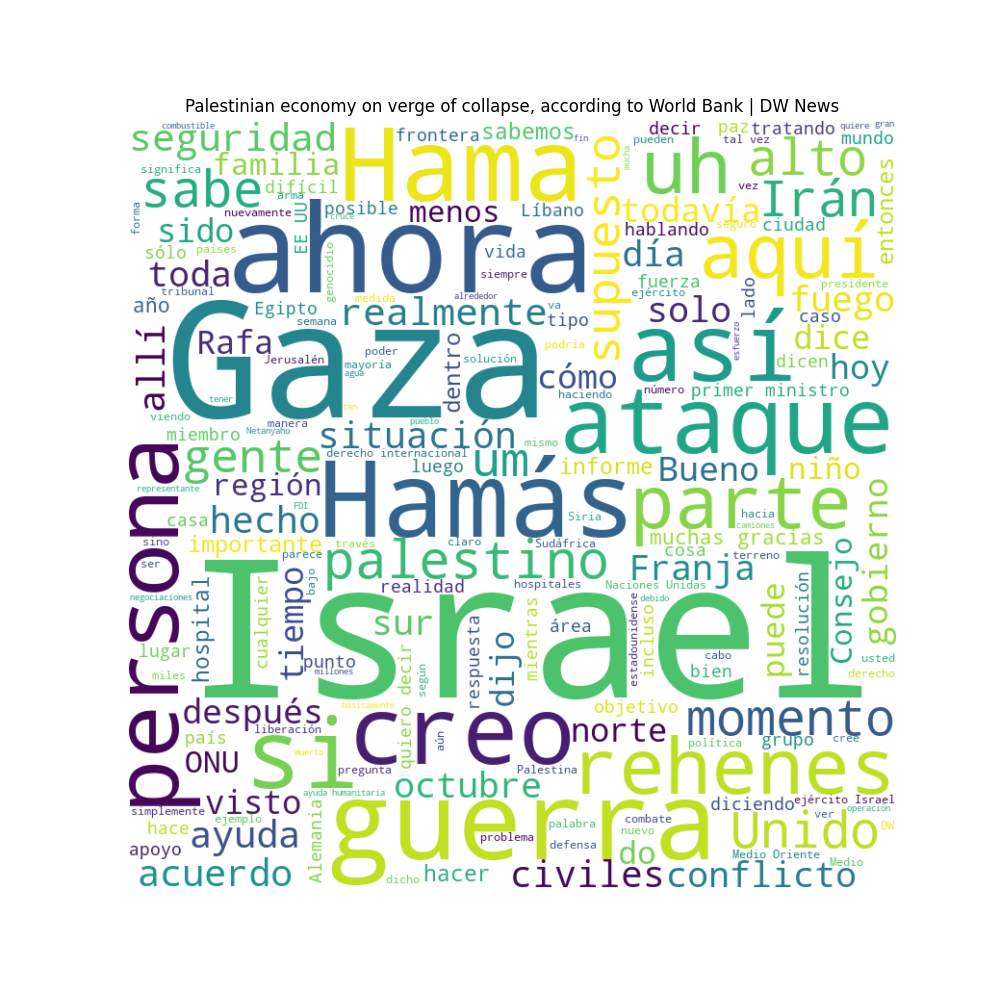 Palestinian economy on verge of collapse, according to World Bank | DW News
combustible
seguridad
Hama
frontera
sabemos
fin
supuesto
mucha
decir
paz
tratando
quiere
gran
pueden
tal vez
mundo
significa
familia
uh
alto
entonces
sabe
difícil
arma
vez
Irán
forma
nuevamente
EE UU
posible
cruce
menos
Líbano
todavía
seguro
ciudad
sido
ahora
hablando
sólo
países
genocidio
vida
día
aquí
toda
siempre
fuerza
lado
presidente
tribunal
medida
alrededor
ejército
fuego
año
Egipto
realmente
va
tipo
solo
caso
semana
allí
Rafa
Gaza
podría
así
esfuerzo
dice
Jerusalén
poder
dentro
solución
dicen
hoy
mayoría
agua
cómo
haciendo
número
primer ministro
tener
tan
viendo
manera
pueblo
ataque
miembro
Netanyahu
situación
mismo
persona
gente
derecho internacional
um
luego
informe
Bueno
niño
representante
región
Hamás
parte
gobierno
casa
hecho
FDI
Siria
hacia
camiones
sino
importante
través
claro
Sudáfrica
muchas gracias
terreno
ser
parece
palestino
cosa
Consejo
negociaciones
hospital
cualquier
tiempo
bajo
realidad
hospitales
Franja
Naciones Unidas
Israel
debido
sur
respuesta
dijo
mientras
área
estadounidense
incluso
puede
resolución
lugar
punto
cabo
usted
miles
millones
quiero decir
según
bien
derecho
después
básicamente
objetivo
liberación
creo
norte
momento
país
si
aún
política
grupo
cree
ONU
muerto
pregunta
Palestina
rehenes
visto
ayuda humanitaria
octubre
simplemente
ejemplo
Alemania
guerra
diciendo
ejército Israel
ver
operación
hace
ayuda
palabra
combate
nuevo
Unido
DW
apoyo
problema
defensa
do
Medio Oriente
Medio
acuerdo
dicho
hacer
civiles
conflicto